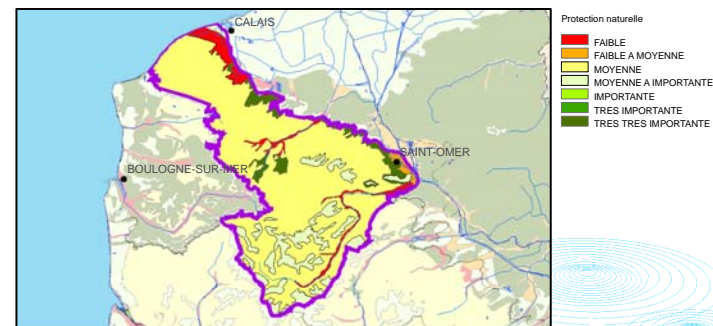 CALAIS
SAINT-OMER
BOULOGNE-SUR-MER
Protection naturelle
FAIBLE
FAIBLE A MOYENNE
MOYENNE
MOYENNE A IMPORTANTE
IMPORTANTE
TRES IMPORTANTE
TRES TRES IMPORTANTE